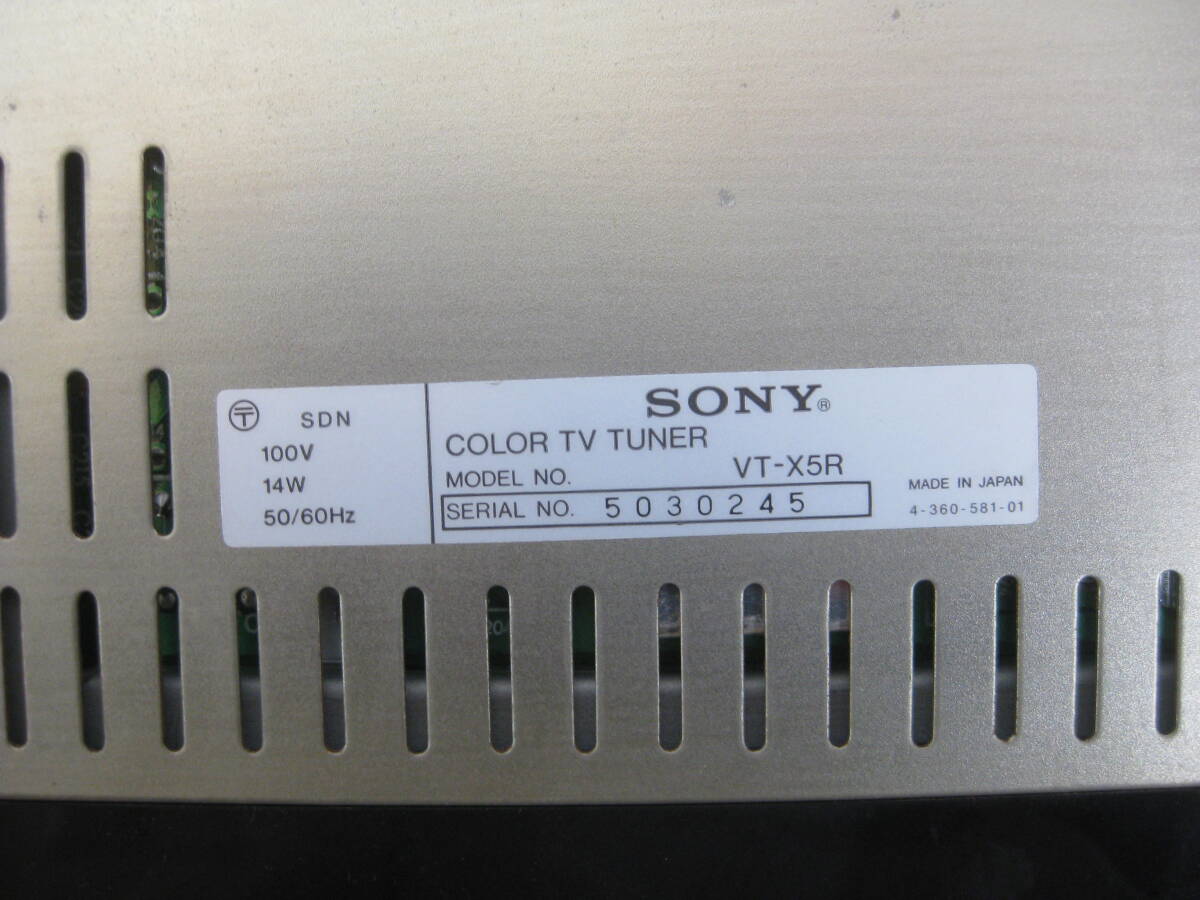 〒 SDN
100V
14W
50/60Hz
SONY®
COLOR TV TUNER
MODEL NO. VT-X5R
SERIAL NO. 5030245
MADE IN JAPAN
4-360-581-01
20